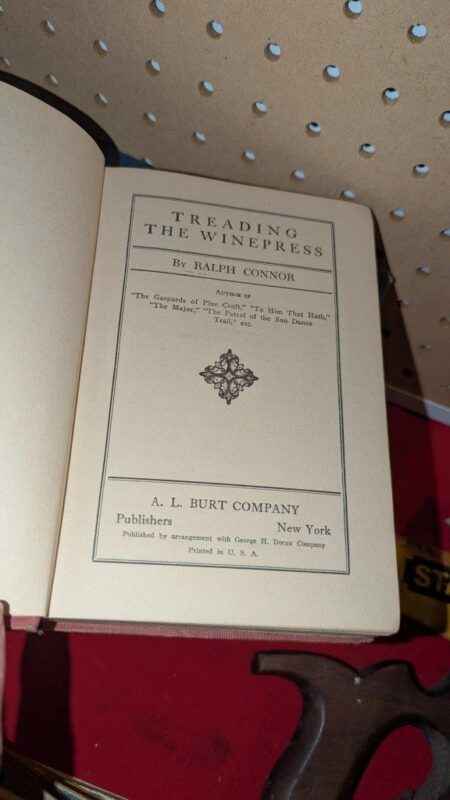 TREADING
THE WINEPRESS
By RALPH CONNOR
Author of
"The Gaspards of Pine Croft," "To Him That Hath,"
"The Major," "The Patrol of the Sun Dance
Trail," etc.
A. L. BURT COMPANY
Publishers New York
Published by arrangement with George H. Doran Company
Printed in U. S. A.
STA